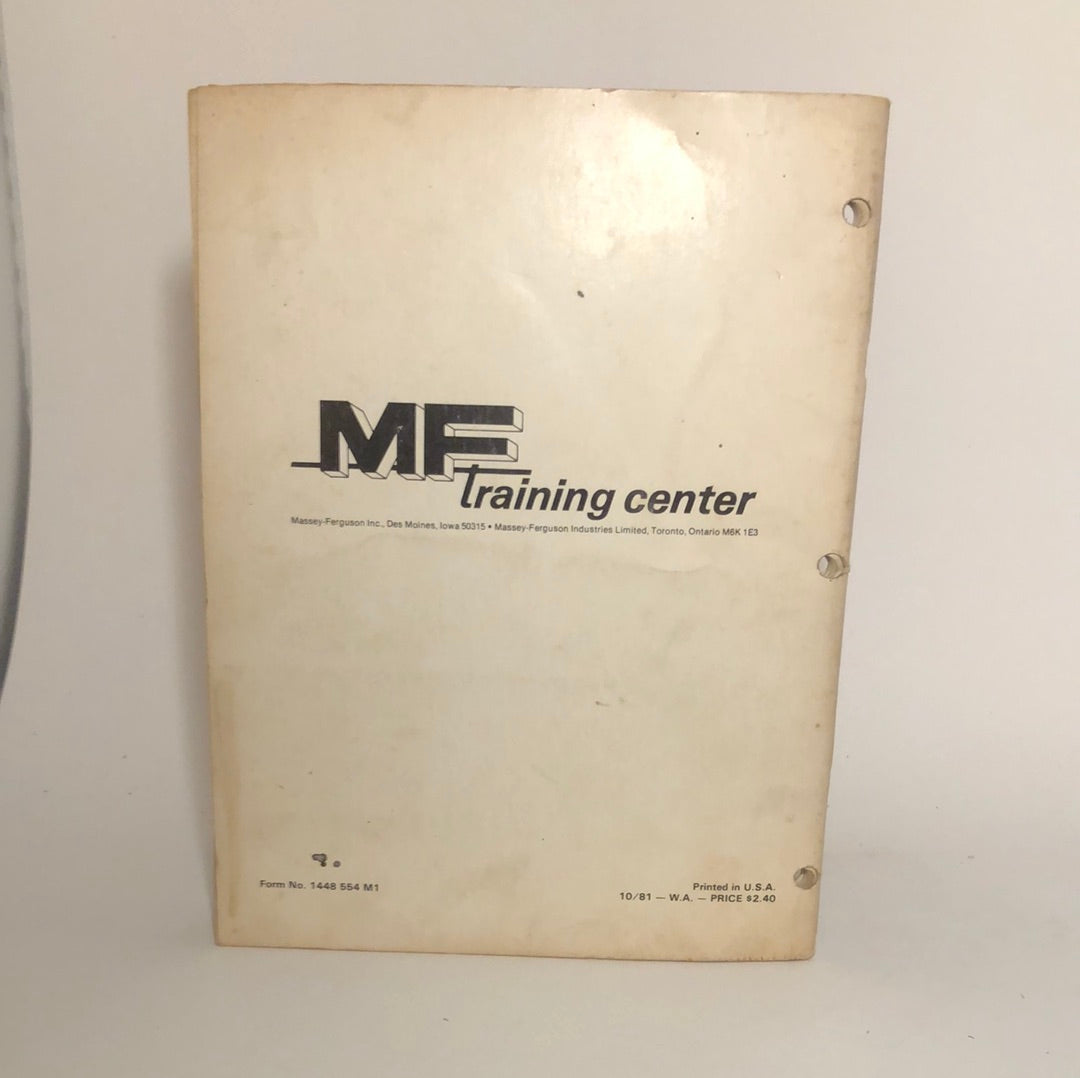 MF
training center
Massey-Ferguson Inc., Des Moines, Iowa 50315 • Massey-Ferguson Industries Limited, Toronto, Ontario M6K 1E3
Form No. 1448 554 M1
Printed in U.S.A.
10/81 — W.A. — PRICE $2.40